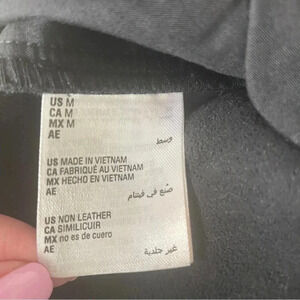 US M
CA M
MX M
AE
وسط
US MADE IN VIETNAM
CA FABRIQUÉ AU VIETNAM
MX HECHO EN VIETNAM
AE
صنع في فيتنام
US NON LEATHER
CA SIMILICUIR
MX no es de cuero
AE
غير جلدية